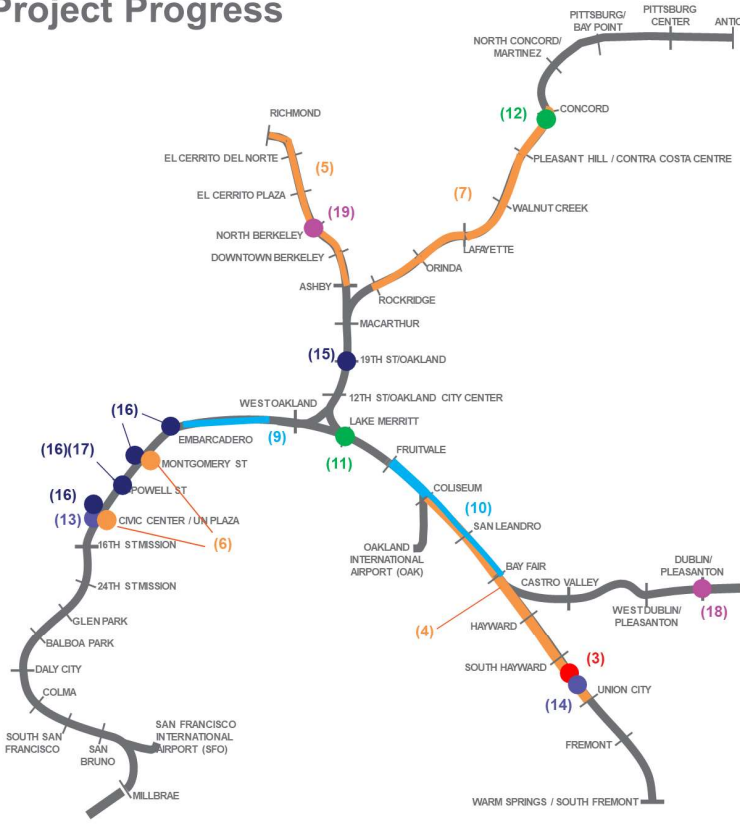 Project Progress
PITTSBURG/
BAY POINT
PITTSBURG
CENTER
ANTIC
NORTH CONCORD/
MARTINEZ
CONCORD
(12)
RICHMOND
EL CERRITO DEL NORTE
(5)
PLEASANT HILL / CONTRA COSTA CENTRE
EL CERRITO PLAZA
(7)
WALNUT CREEK
(19)
NORTH BERKELEY
LAFAYETTE
DOWNTOWN BERKELEY
ORINDA
ASHBY
ROCKRIDGE
MACARTHUR
(15)
19TH ST/OAKLAND
12TH ST/OAKLAND CITY CENTER
WEST OAKLAND
(16)
LAKE MERRITT
EMBARCADERO
(9)
(16)(17)
FRUITVALE
MONTGOMERY ST
(11)
POWELL ST
COLISEUM
(16)
(10)
(13)
CIVIC CENTER / UN PLAZA
SAN LEANDRO
16TH ST MISSION
(6)
OAKLAND
INTERNATIONAL
AIRPORT (OAK)
BAY FAIR
DUBLIN/
PLEASANTON
24TH ST MISSION
CASTRO VALLEY
WEST DUBLIN/
PLEASANTON
(18)
GLEN PARK
HAYWARD
(4)
BALBOA PARK
DALY CITY
SOUTH HAYWARD
(3)
COLMA
UNION CITY
(14)
SOUTH SAN
FRANCISCO
SAN
BRUNO
SAN FRANCISCO
INTERNATIONAL
AIRPORT (SFO)
FREMONT
MILLBRAE
WARM SPRINGS / SOUTH FREMONT